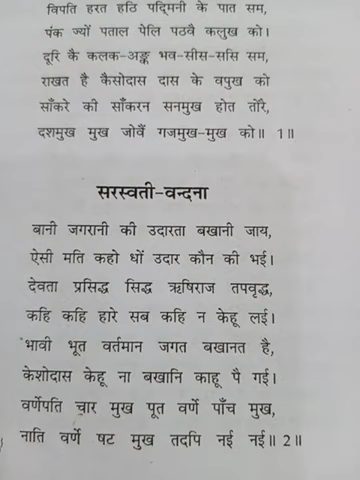 विपति हरत हठि पद्मिनी के पात सम,
पंक ज्यों पताल पेलि पठवै कलुख को।
दूरि कै कलक-अङ्क भव-सीस-ससि सम,
राखत है कैसोदास दास के वपुख को
साँकरे की साँकरन सनमुख होत तोरै,
दशमुख मुख जोवैं गजमुख-मुख को॥ 1॥
सरस्वती-वन्दना
बानी जगरानी की उदारता बखानी जाय,
ऐसी मति कहो धों उदार कौन की भई।
देवता प्रसिद्ध सिद्ध ऋषिराज तपवृद्ध,
कहि कहि हारे सब कहि न केहू लई।
भावी भूत वर्तमान जगत बखानत है,
केशोदास केहू ना बखानि काहू पै गई।
वर्णेपति चार मुख पूत वर्णे पाँच मुख,
नाति वर्णे षट मुख तदपि नई नई॥ 2॥